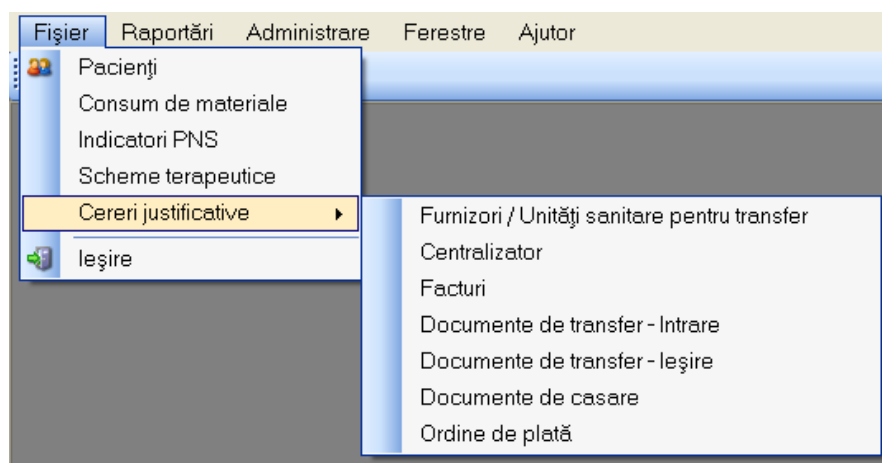 Fişier Raportări Administrare Ferestre Ajutor
Pacienţi
Consum de materiale
Indicatori PNS
Scheme terapeutice
Cereri justificative
Ieşire
Furnizori / Unităţi sanitare pentru transfer
Centralizator
Facturi
Documente de transfer - Intrare
Documente de transfer - Ieşire
Documente de casare
Ordine de plată